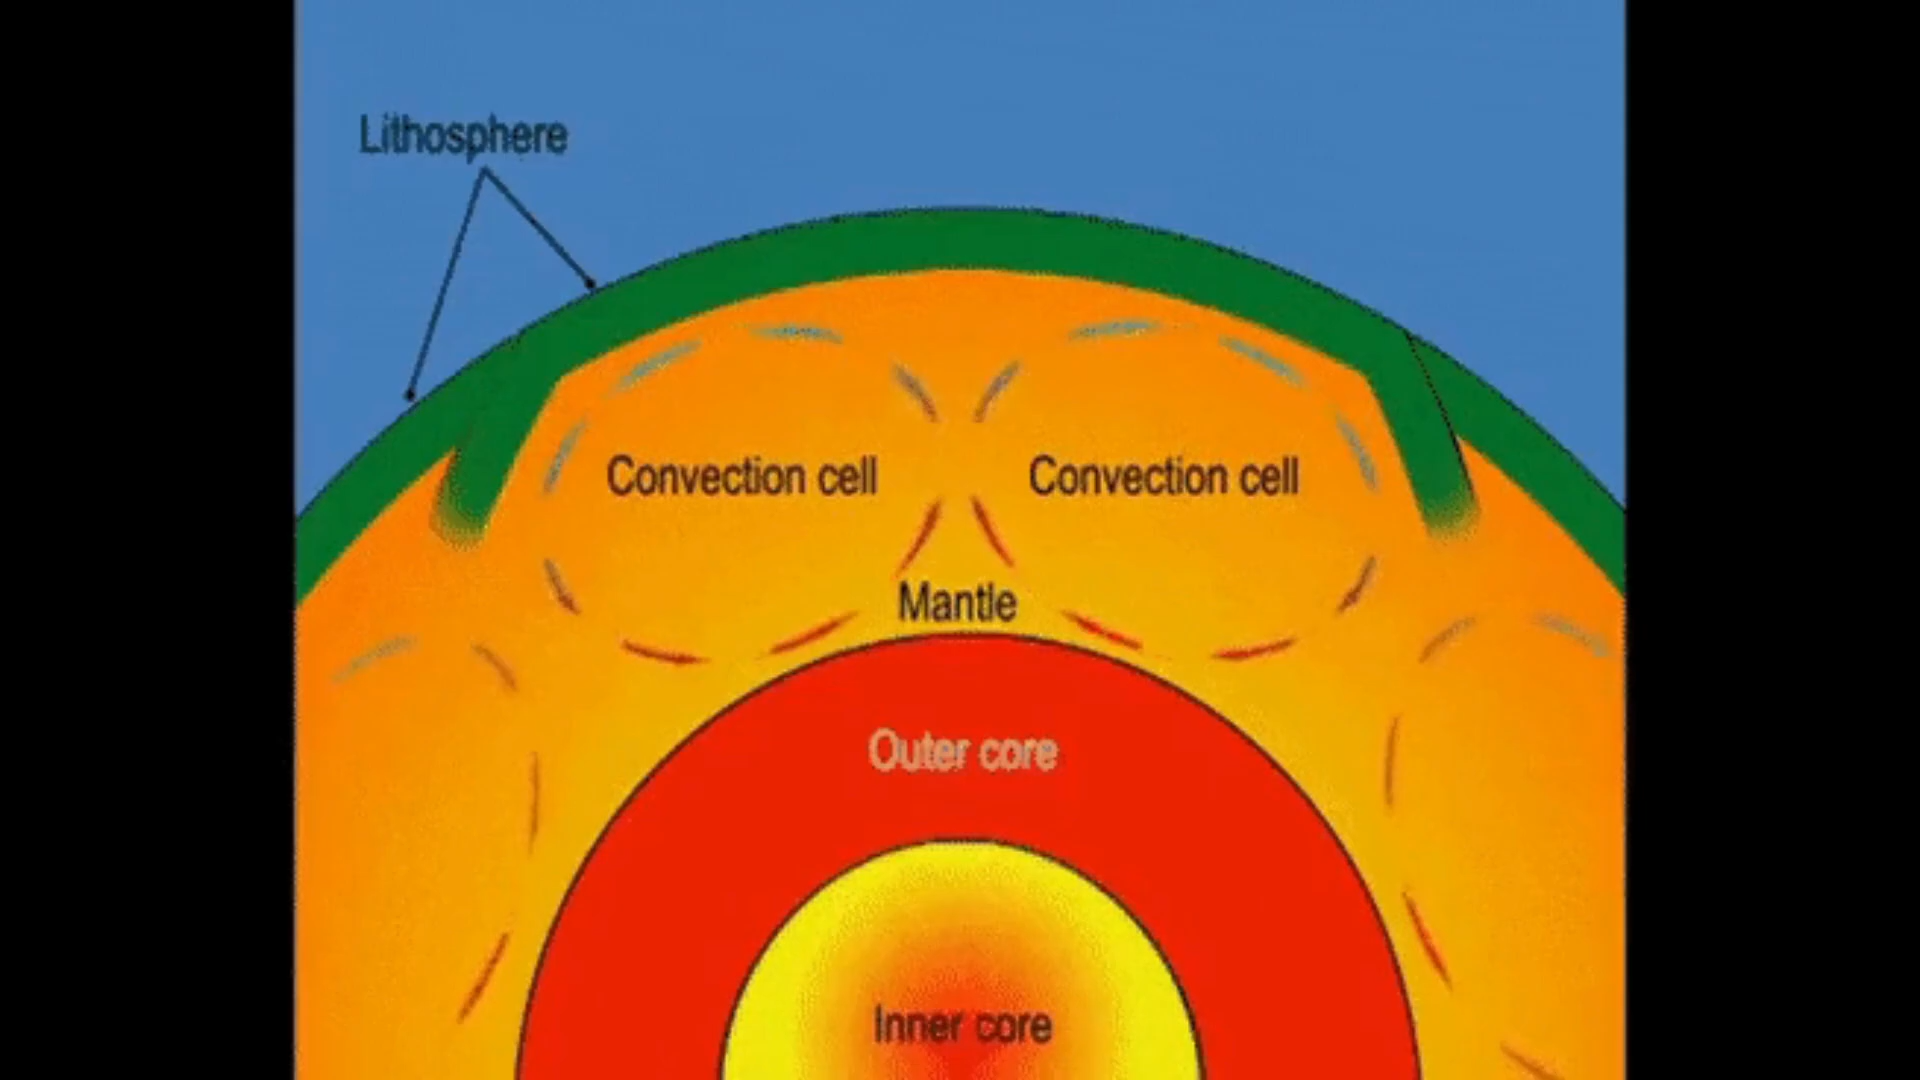 Lithosphere
Convection cell
Convection cell
Mantle
Outer core
Inner core